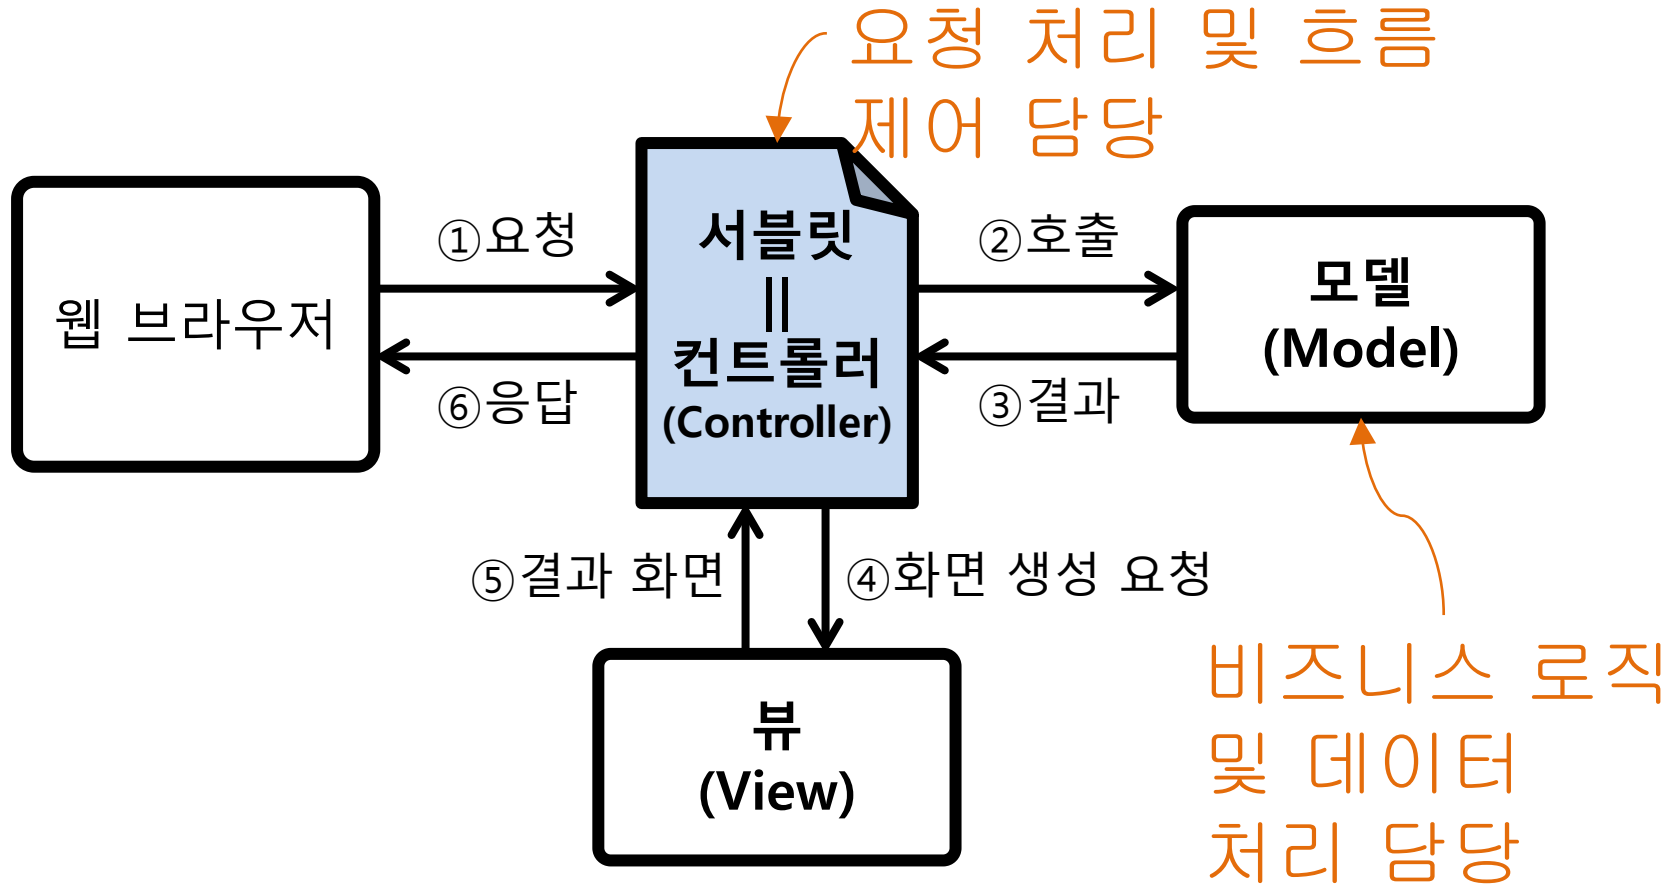 요청 처리 및 흐름
제어 담당
①요청
②호출
서블릿
||
컨트롤러
(Controller)
모델
(Model)
웹 브라우저
⑥응답
③결과
⑤결과 화면
④화면 생성 요청
뷰
(View)
비즈니스 로직
및 데이터
처리 담당